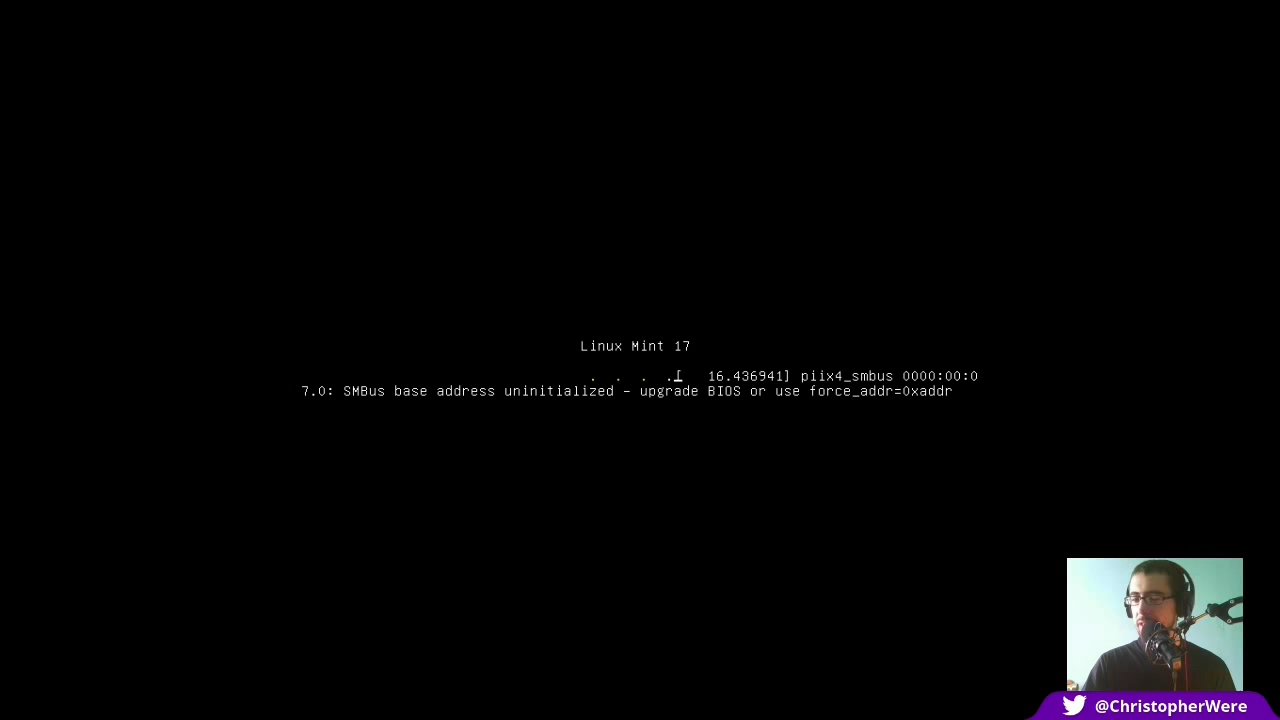 Linux Mint 17
. . . .[ 16.436941] piix4_smbus 0000:00:0
7.0: SMBus base address uninitialized - upgrade BIOS or use force_addr=0xaddr
@ChristopherWere